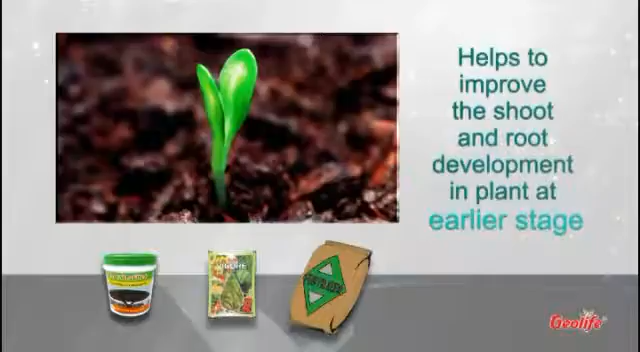 Helps to
improve
the shoot
and root
development
in plant at
earlier stage
Geolife